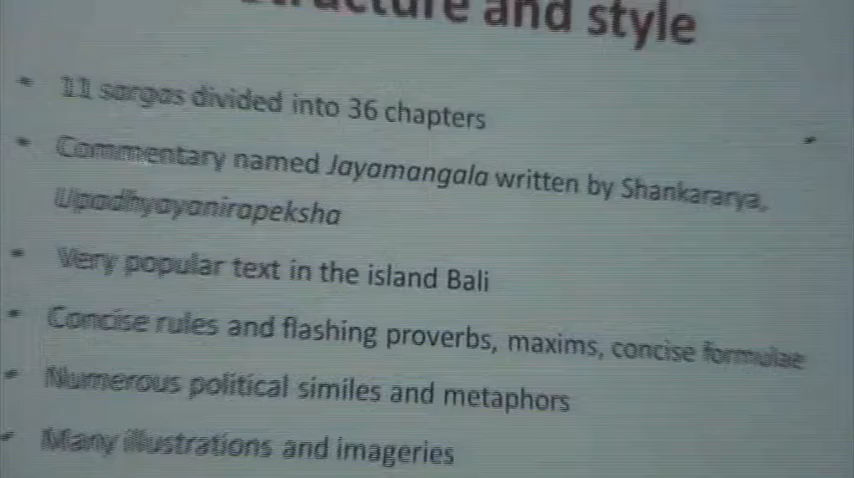 Structure and style
11 sargas divided into 36 chapters
Commentary named Jayamangala written by Shankararya,
Upadhyayanirapeksha
Very popular text in the island Bali
Concise rules and flashing proverbs, maxims, concise formulae
Numerous political similes and metaphors
Many illustrations and imageries